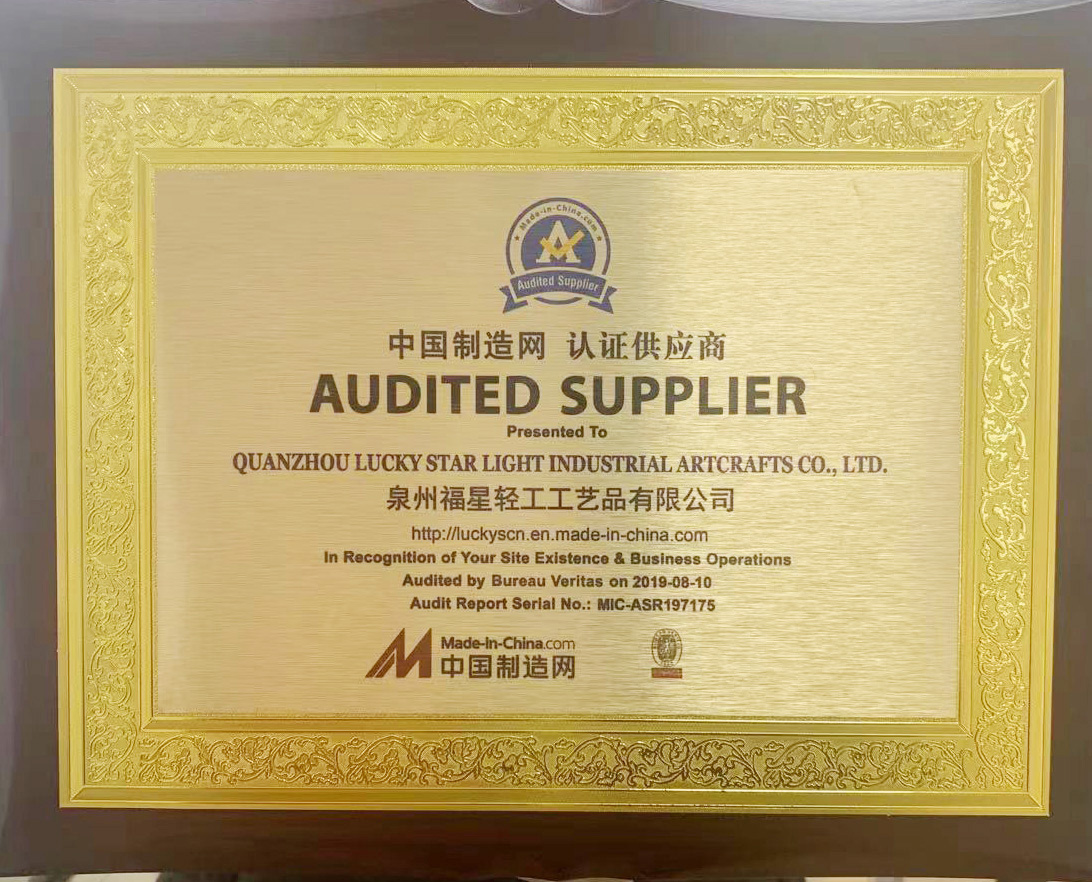 Made-in-China.com
A
Audited Supplier
中国制造网 认证供应商
AUDITED SUPPLIER
Presented To
QUANZHOU LUCKY STAR LIGHT INDUSTRIAL ARTCRAFTS CO., LTD.
泉州福星轻工工艺品有限公司
http://luckyscn.en.made-in-china.com
In Recognition of Your Site Existence & Business Operations
Audited by Bureau Veritas on 2019-08-10
Audit Report Serial No.: MIC-ASR197175
Made-in-China.com
中国制造网